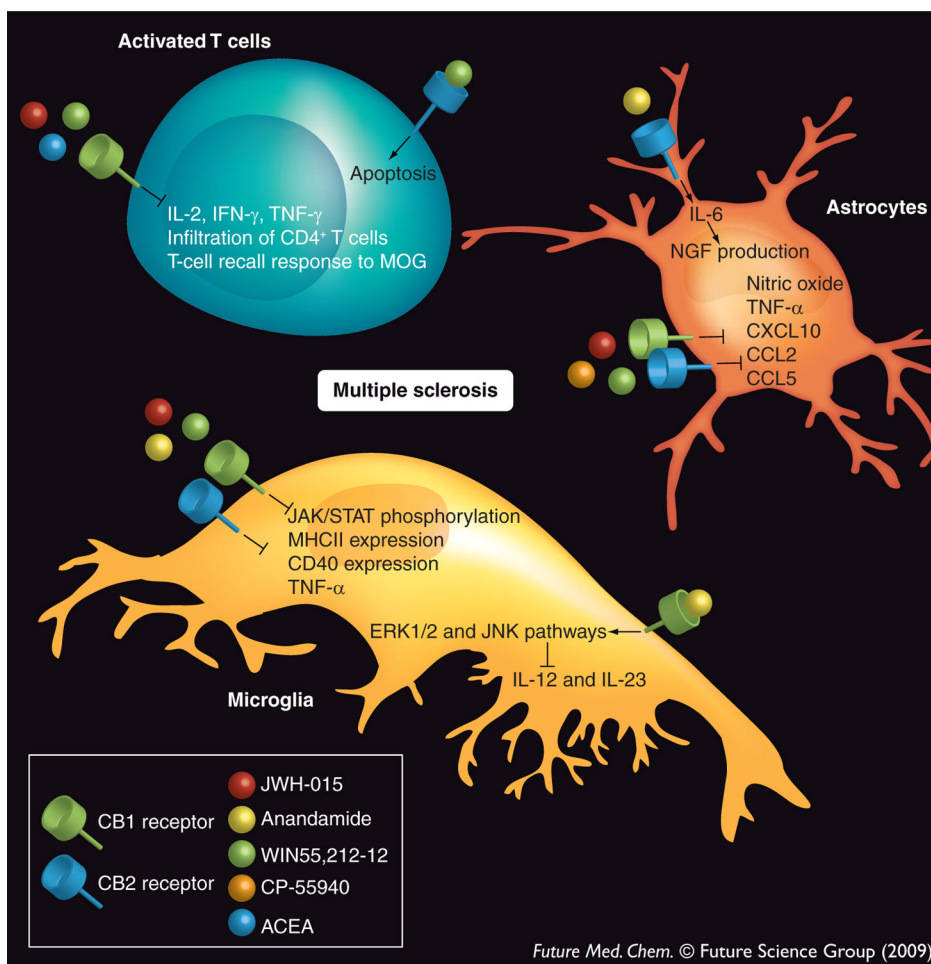 Activated T cells
Apoptosis
IL-2, IFN-γ, TNF-γ
Infiltration of CD4⁺ T cells
T-cell recall response to MOG
Astrocytes
IL-6
NGF production
Nitric oxide
TNF-α
CXCL10
CCL2
CCL5
Multiple sclerosis
JAK/STAT phosphorylation
MHCII expression
CD40 expression
TNF-α
ERK1/2 and JNK pathways
IL-12 and IL-23
Microglia
CB1 receptor
CB2 receptor
JWH-015
Anandamide
WIN55,212-12
CP-55940
ACEA
Future Med. Chem. © Future Science Group (2009)